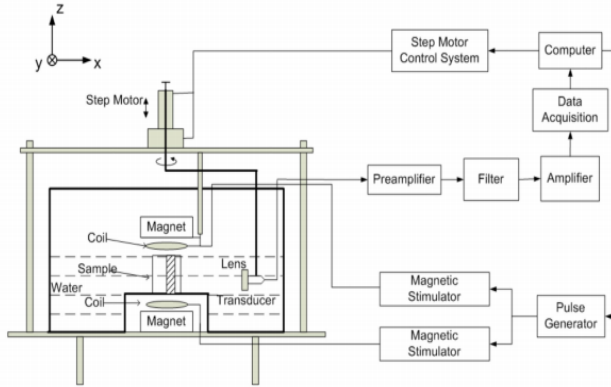 z
y
x
Step Motor
Step Motor
Control System
Computer
Data
Acquisition
Preamplifier
Filter
Amplifier
Magnet
Coil
Sample
Lens
Water
Transducer
Coil
Magnet
Magnetic
Stimulator
Magnetic
Stimulator
Pulse
Generator